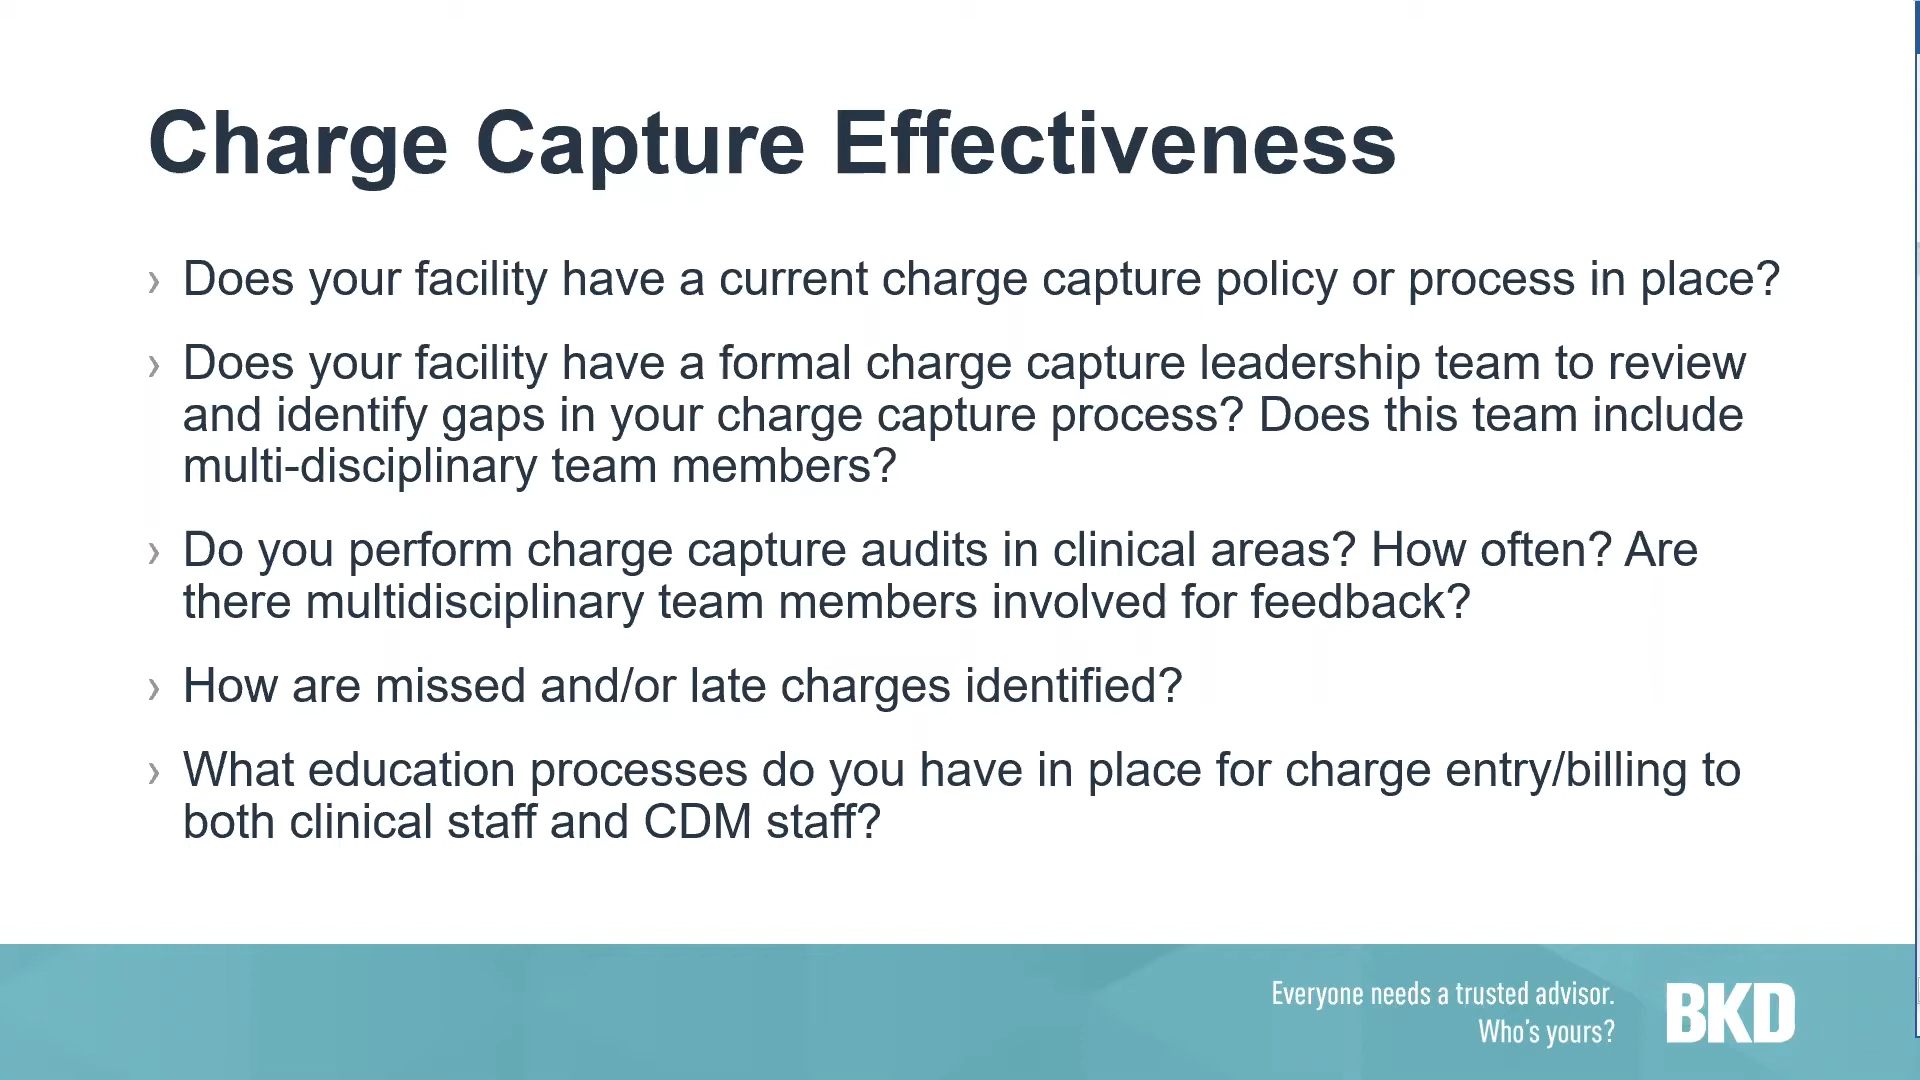 Charge Capture Effectiveness
› Does your facility have a current charge capture policy or process in place?
› Does your facility have a formal charge capture leadership team to review
and identify gaps in your charge capture process? Does this team include
multi-disciplinary team members?
› Do you perform charge capture audits in clinical areas? How often? Are
there multidisciplinary team members involved for feedback?
› How are missed and/or late charges identified?
› What education processes do you have in place for charge entry/billing to
both clinical staff and CDM staff?
Everyone needs a trusted advisor.
Who's yours?
BKD